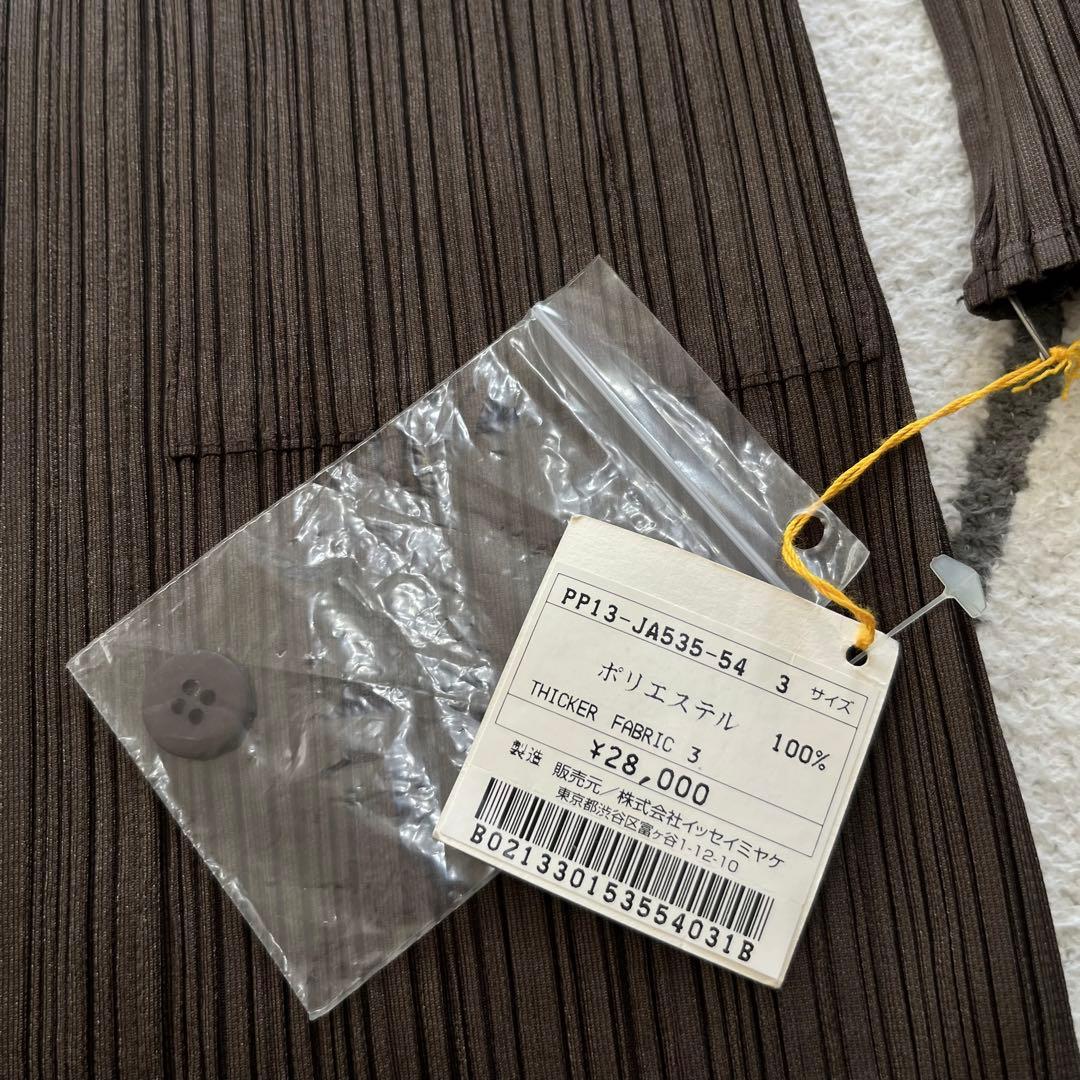 PP13-JA535-54 3 サイズ
ポリエステル 100%
THICKER FABRIC 3
¥28,000
製造 販売元/株式会社イッセイミヤケ
東京都渋谷区富ヶ谷1-12-10
B021330153554031B